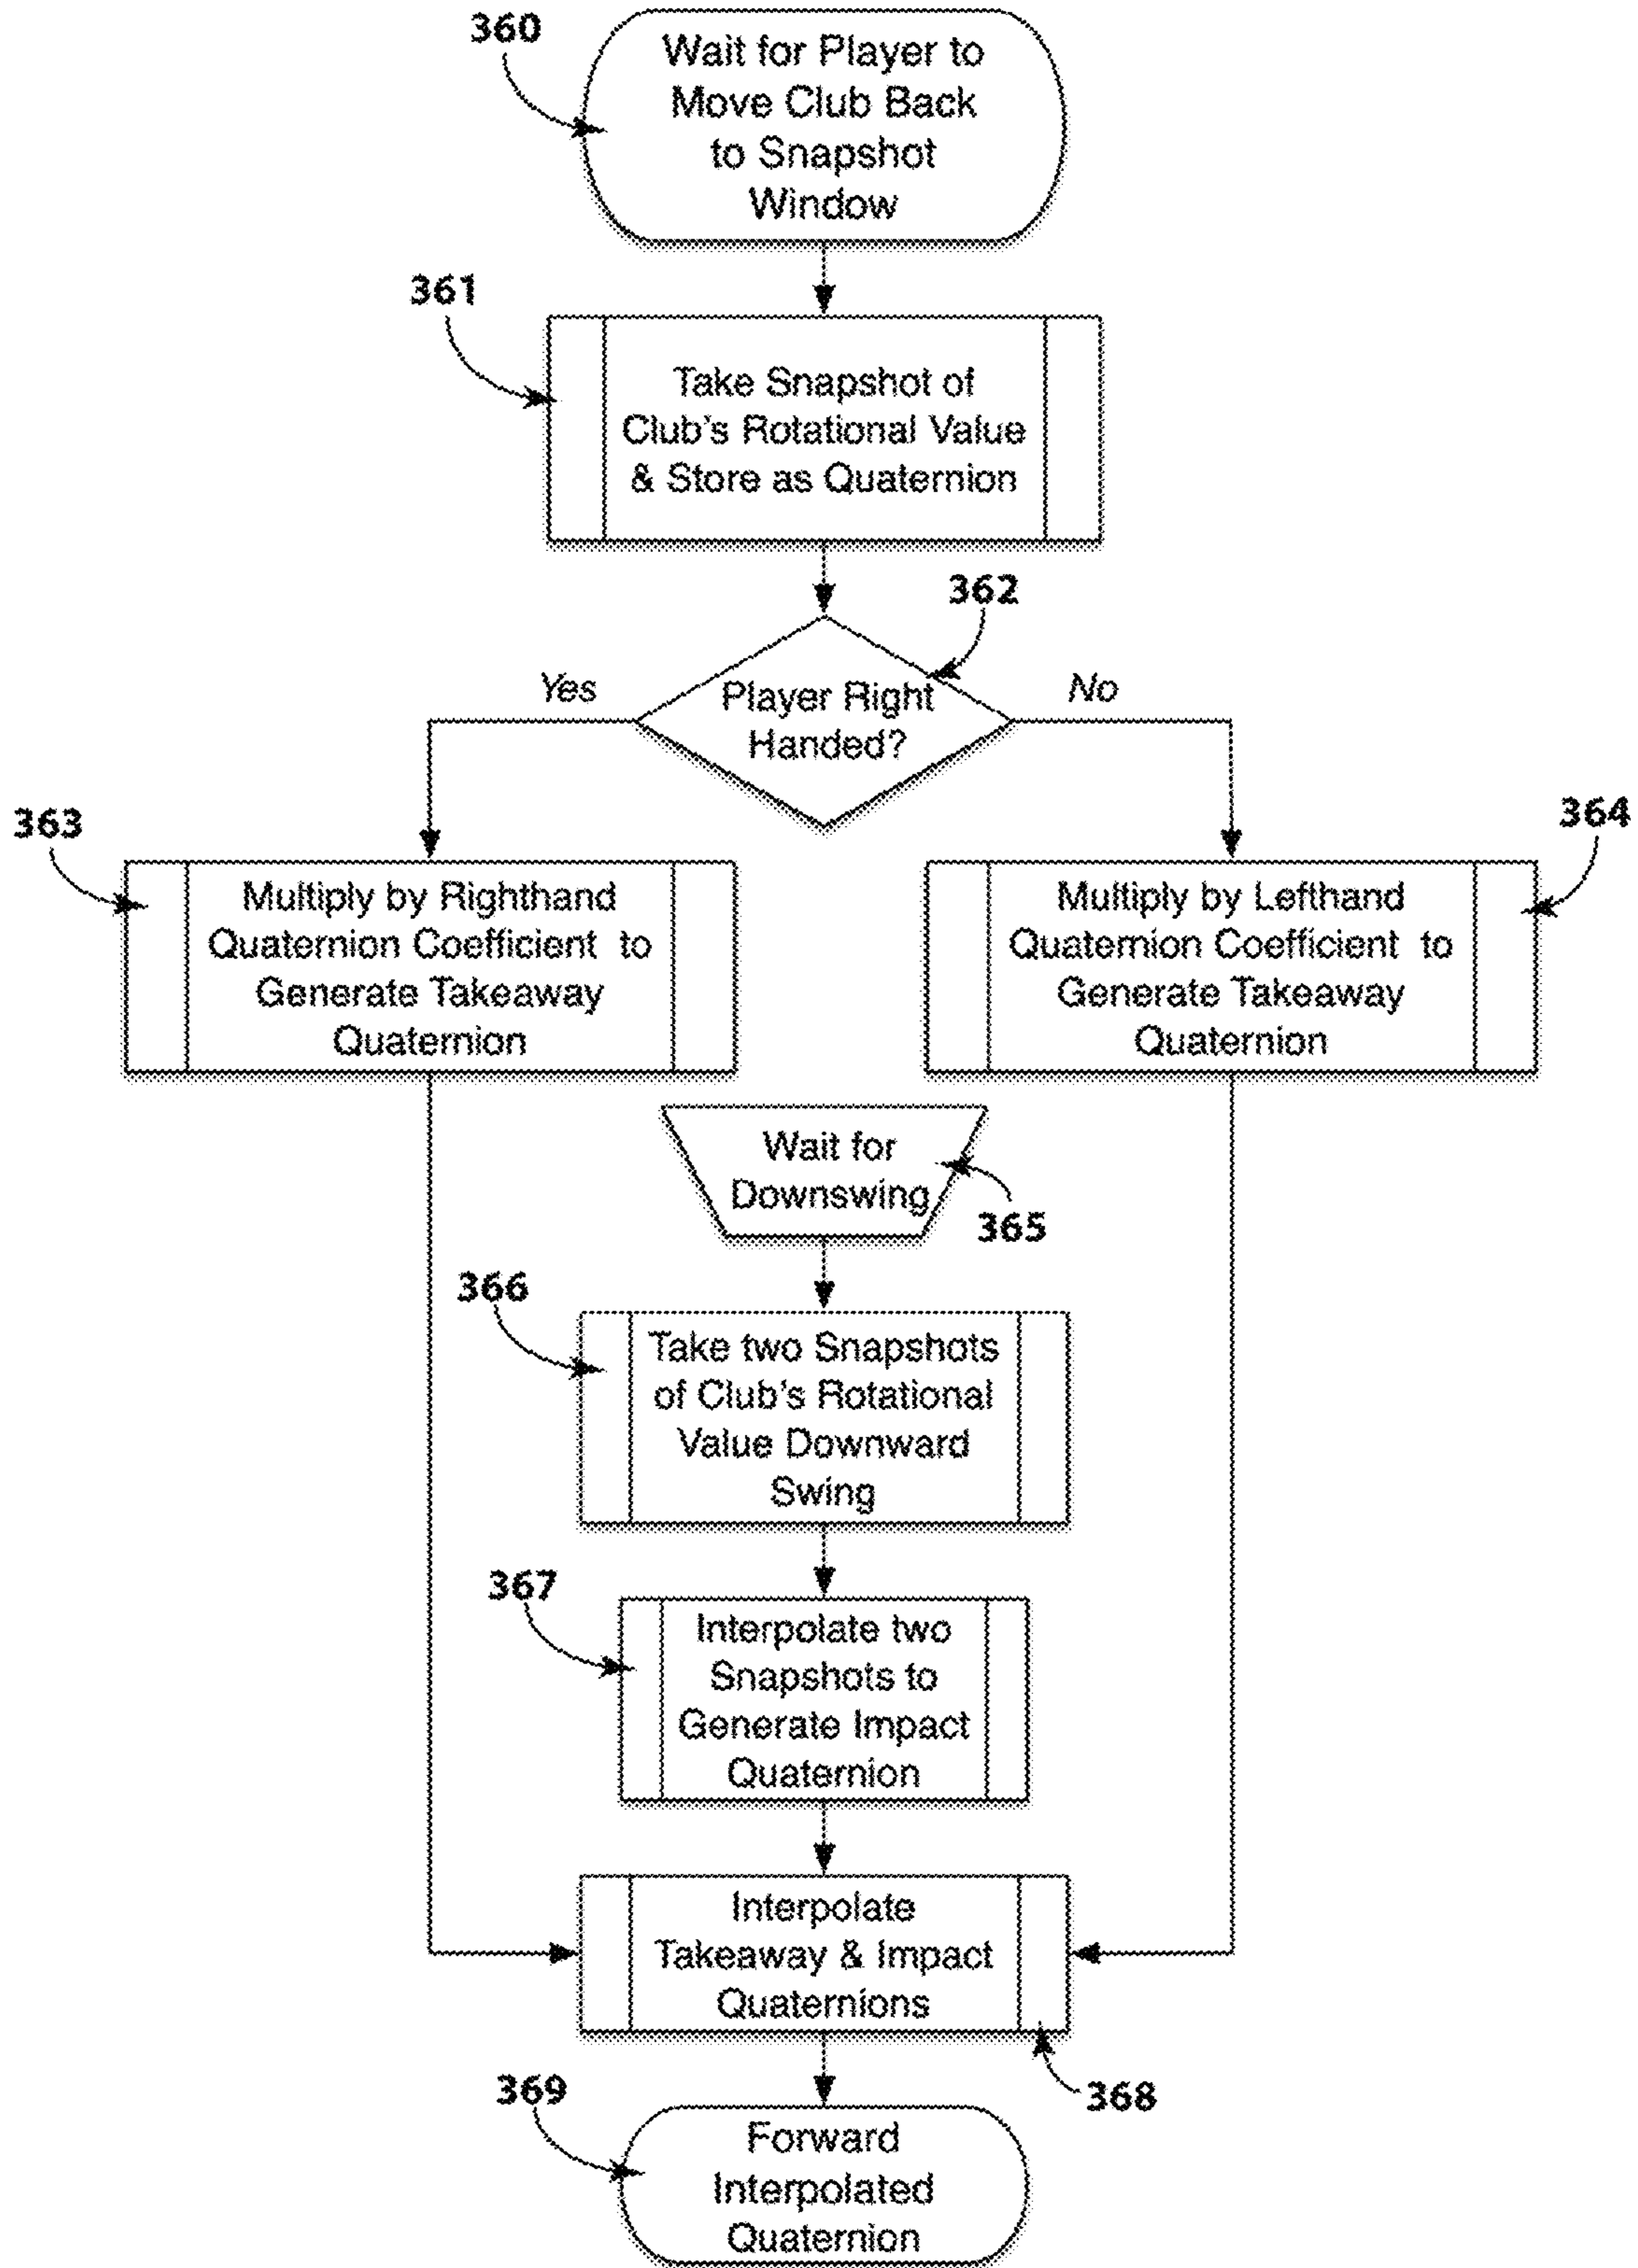 360
Wait for Player to
Move Club Back
to Snapshot
Window
361
Take Snapshot of
Club's Rotational Value
& Store as Quaternion
362
Yes
Player Right
Handed?
No
363
Multiply by Righthand
Quaternion Coefficient to
Generate Takeaway
Quaternion
364
Multiply by Lefthand
Quaternion Coefficient to
Generate Takeaway
Quaternion
Wait for
Downswing
365
366
Take two Snapshots
of Club's Rotational
Value Downward
Swing
367
Interpolate two
Snapshots to
Generate Impact
Quaternion
Interpolate
Takeaway & Impact
Quaternions
368
369
Forward
Interpolated
Quaternion